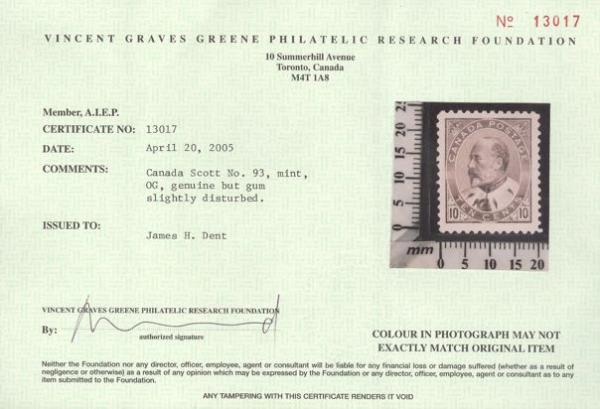 No 13017
VINCENT GRAVES GREENE PHILATELIC RESEARCH FOUNDATION
10 Summerhill Avenue
Toronto, Canada
M4T 1A8
Member, A.I.E.P.
CERTIFICATE NO: 13017
DATE: April 20, 2005
COMMENTS: Canada Scott No. 93, mint,
OG, genuine but gum
slightly disturbed.
ISSUED TO:
James H. Dent
CANADA POSTAGE
10 10
TEN CENTS
0 5 10 15 20 25
mm 0 5 10 15 20
VINCENT GRAVES GREENE PHILATELIC RESEARCH FOUNDATION
By:
authorized signature
COLOUR IN PHOTOGRAPH MAY NOT
EXACTLY MATCH ORIGINAL ITEM
Neither the Foundation nor any director, officer, employee, agent or consultant will be liable for any financial loss or damage suffered (whether as a result of
negligence or otherwise) as a result of any opinion which may be expressed by the Foundation or any director, officer, employee, agent or consultant as to any
item submitted to the Foundation.
ANY TAMPERING WITH THIS CERTIFICATE RENDERS IT VOID